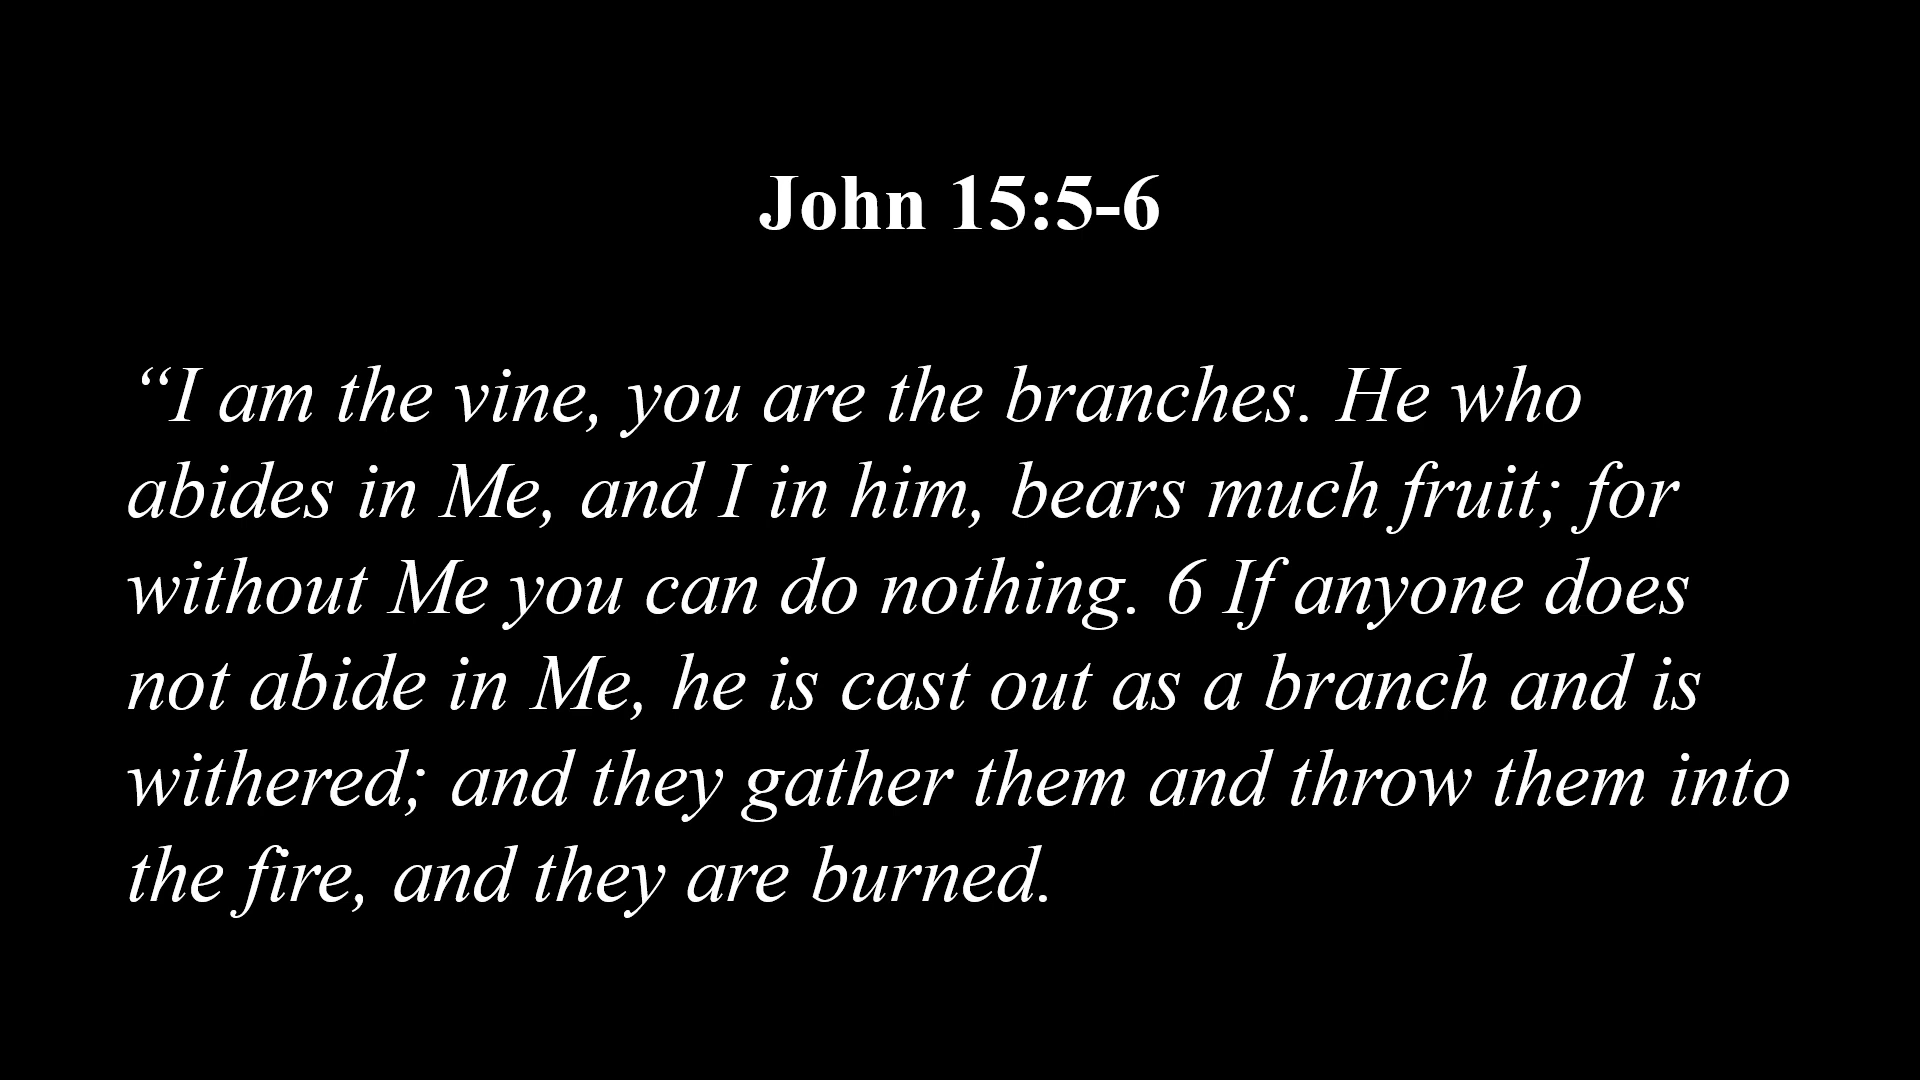 John 15:5-6
“I am the vine, you are the branches. He who
abides in Me, and I in him, bears much fruit; for
without Me you can do nothing. 6 If anyone does
not abide in Me, he is cast out as a branch and is
withered; and they gather them and throw them into
the fire, and they are burned.